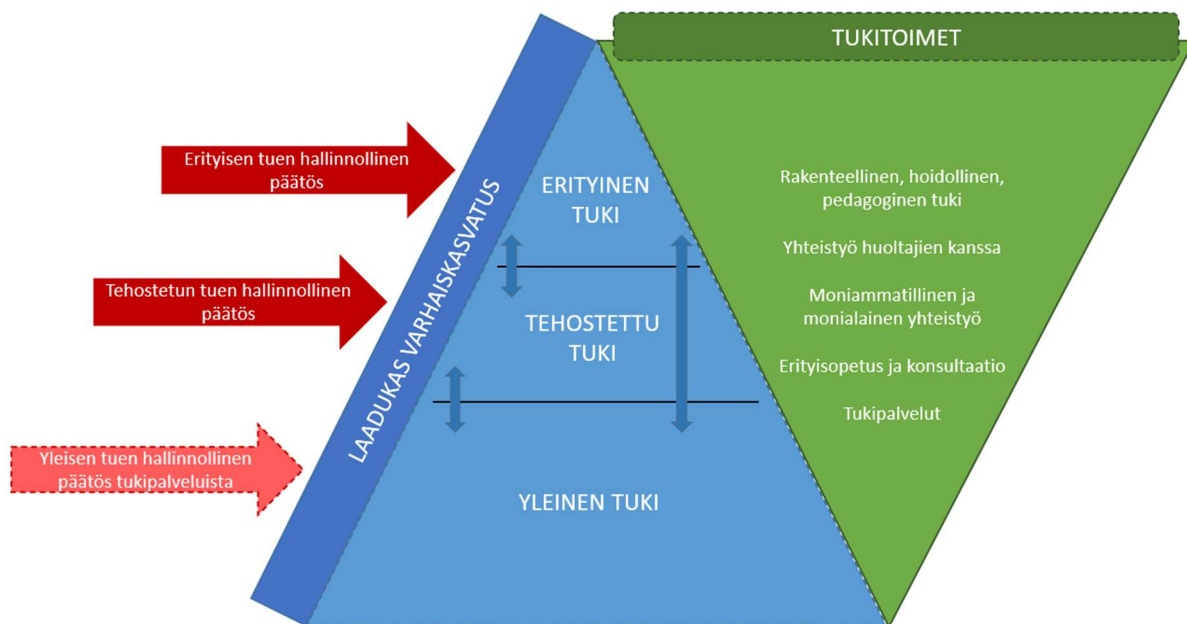 TUKITOIMET
Erityisen tuen hallinnollinen
päätös
Tehostetun tuen hallinnollinen
päätös
Yleisen tuen hallinnollinen
päätös tukipalveluista
LAADUKAS VARHAISKASVATUS
ERITYINEN
TUKI
TEHOSTETTU
TUKI
YLEINEN TUKI
Rakenteellinen, hoidollinen,
pedagoginen tuki
Yhteistyö huoltajien kanssa
Moniammatillinen ja
monialainen yhteistyö
Erityisopetus ja konsultaatio
Tukipalvelut